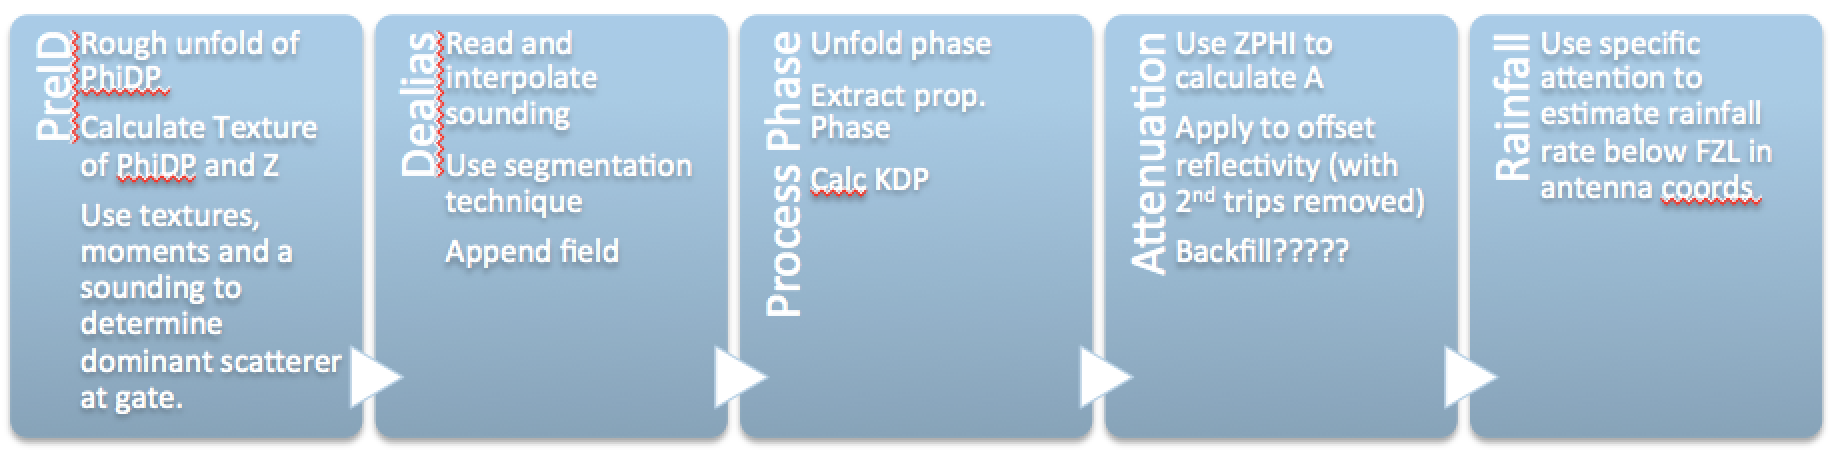 PreID
Rough unfold of
PhiDP.
Calculate Texture
of PhiDP and Z
Use textures,
moments and a
sounding to
determine
dominant scatterer
at gate.
Dealias
Read and
interpolate
sounding
Use segmentation
technique
Append field
Process Phase
Unfold phase
Extract prop.
Phase
Calc KDP
Attenuation
Use ZPHI to
calculate A
Apply to offset
reflectivity (with
2nd trips removed)
Backfill?????
Rainfall
Use specific
attention to
estimate rainfall
rate below FZL in
antenna coords.